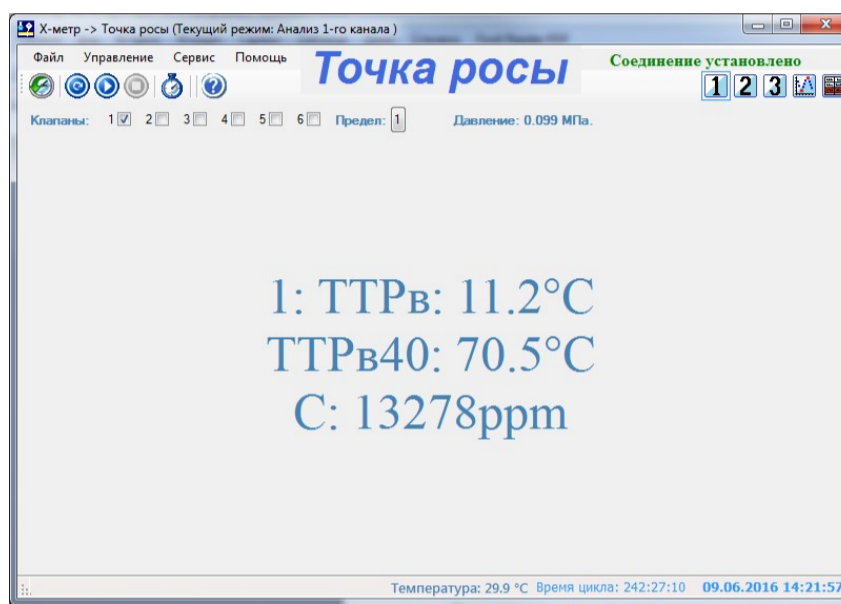 Х-метр -> Точка росы (Текущий режим: Анализ 1-го канала )
Файл Управление Сервис Помощь
Точка росы
Соединение установлено
1 2 3
Клапаны: 1 2 3 4 5 6 Предел: 1 Давление: 0.099 МПа.
1: ТТРв: 11.2°C
ТТРв40: 70.5°C
C: 13278ppm
Температура: 29.9 °C Время цикла: 242:27:10 09.06.2016 14:21:57